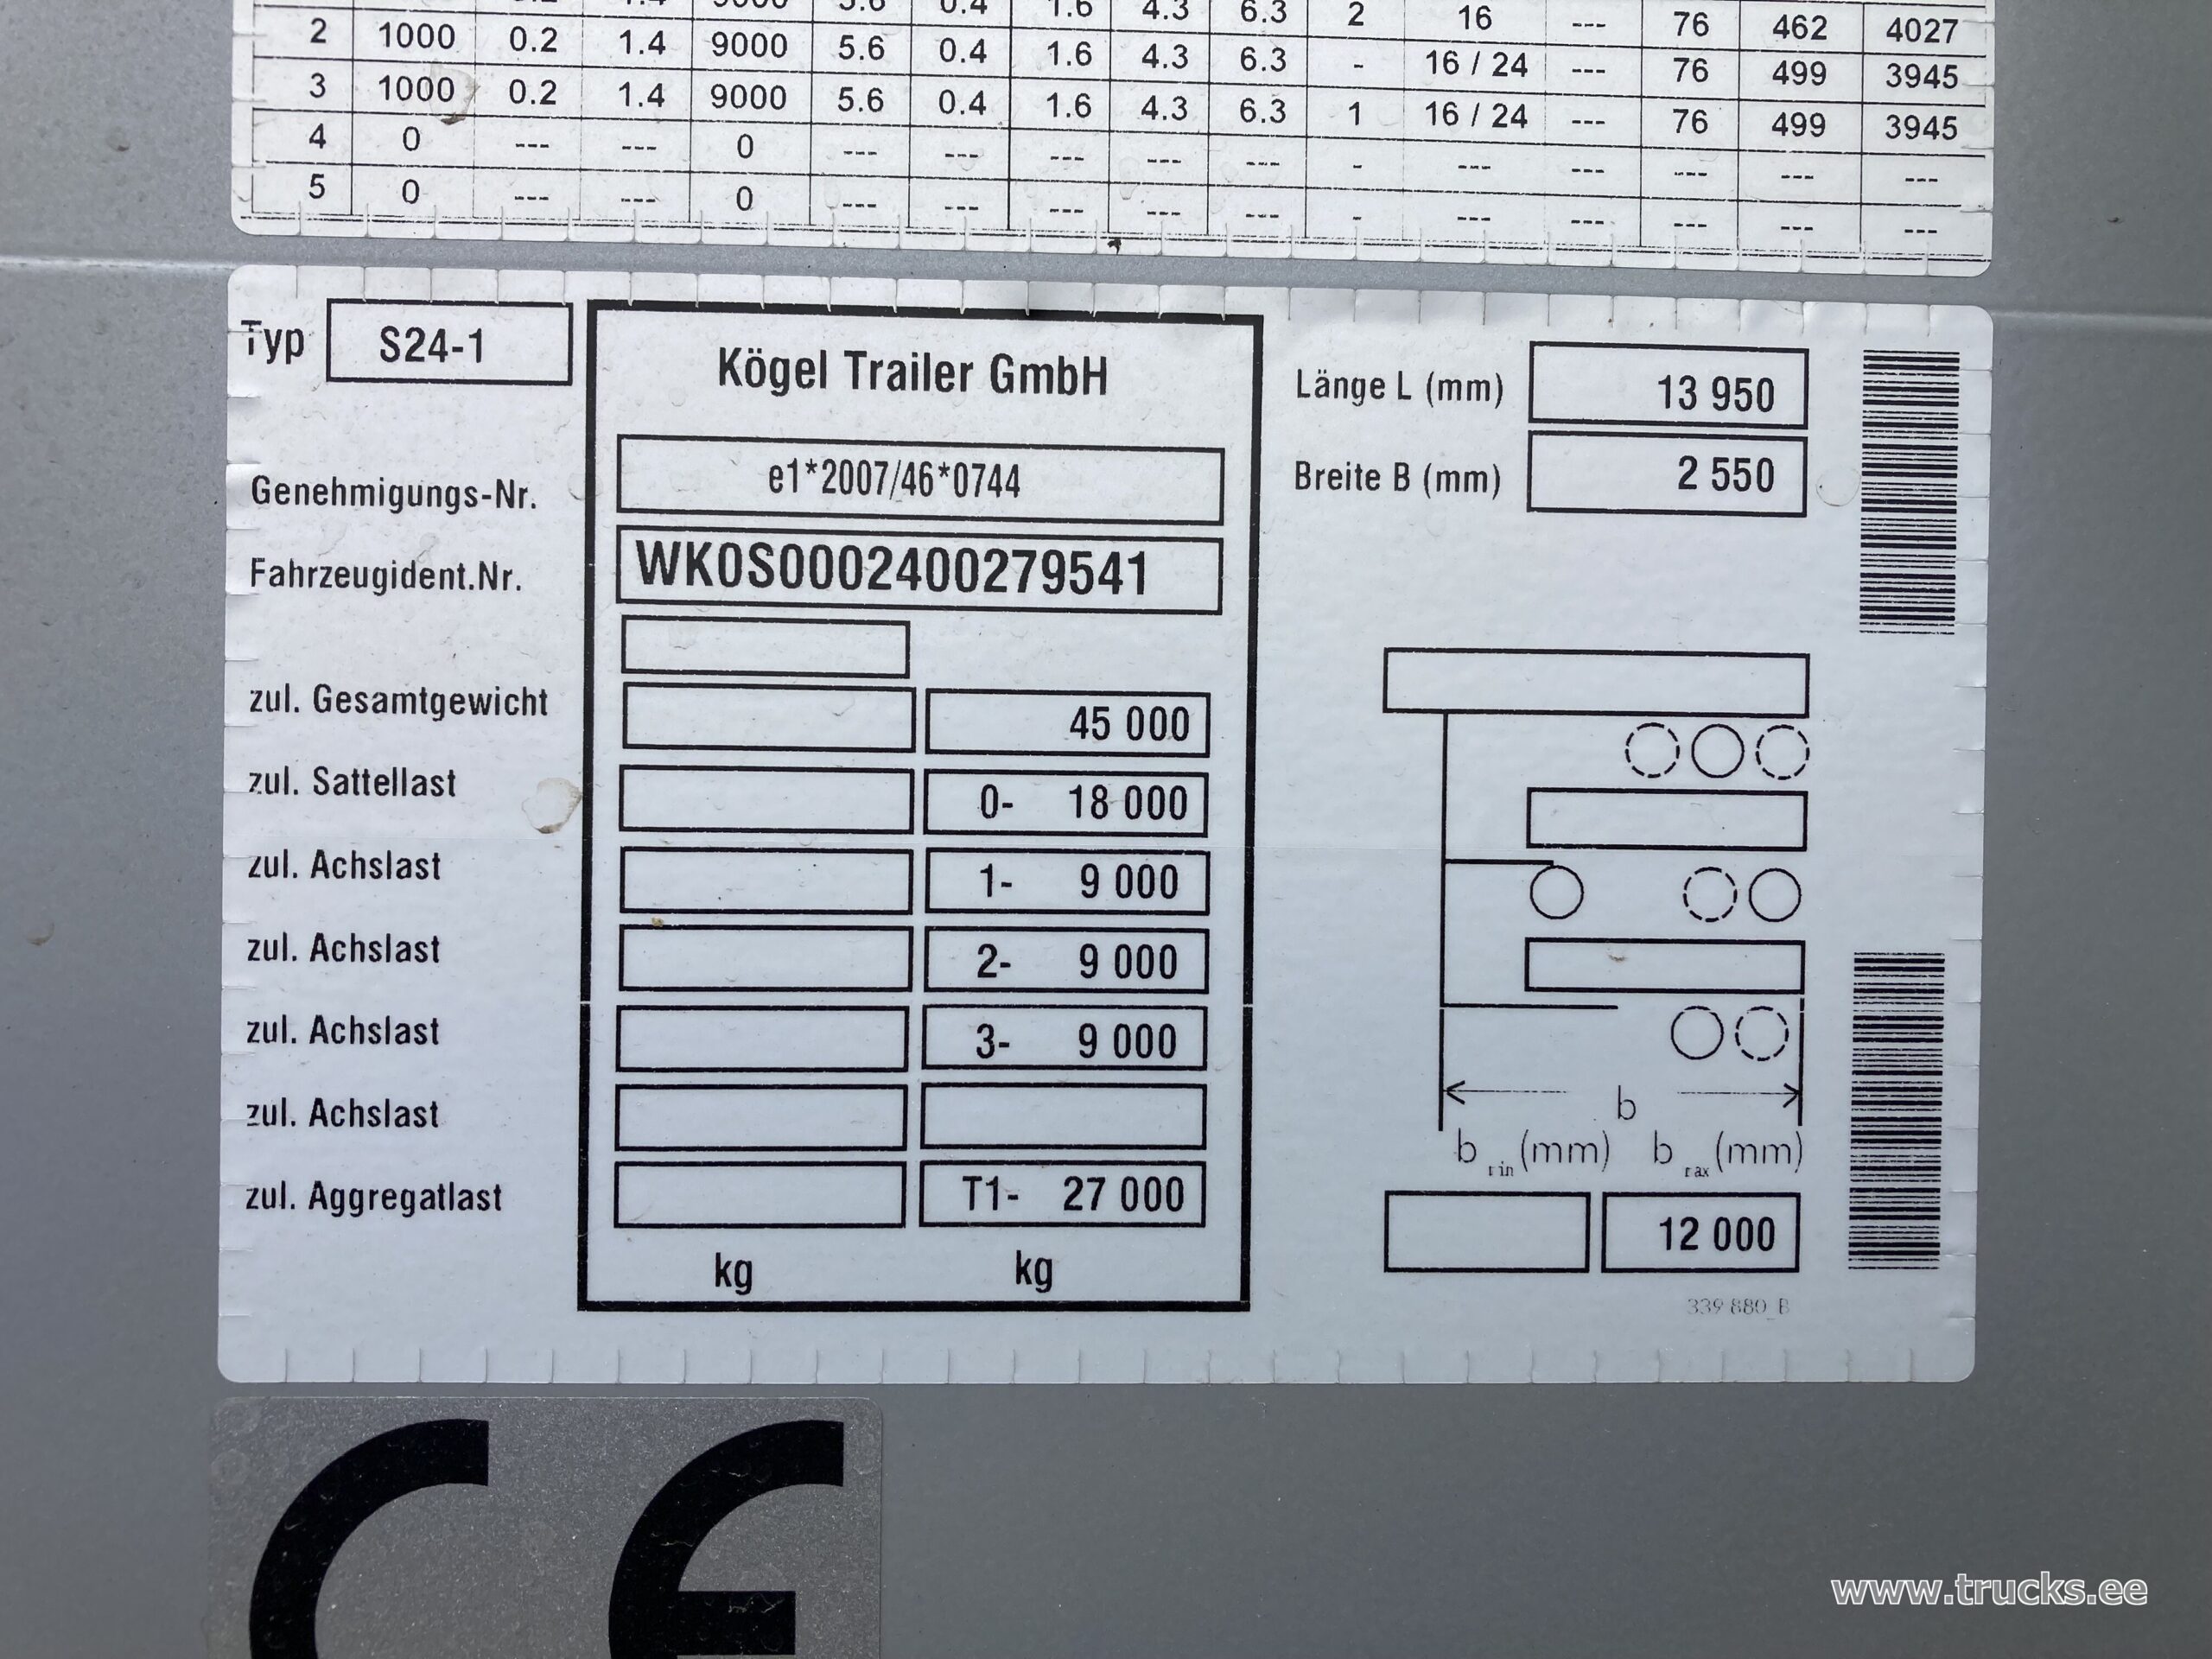 2 16 --- 76 462 4027
2 1000 0.2 1.4 9000 5.6 0.4 1.6 4.3 6.3 - 16 / 24 --- 76 499 3945
3 1000 0.2 1.4 9000 5.6 0.4 1.6 4.3 6.3 1 16 / 24 --- 76 499 3945
4 0 --- --- 0 --- --- --- --- --- - --- --- --- --- ---
5 0 --- --- 0 --- --- --- --- --- - --- --- --- --- ---
Typ S24-1
Kögel Trailer GmbH
Länge L (mm) 13 950
Genehmigungs-Nr. e1*2007/46*0744
Breite B (mm) 2 550
Fahrzeugident.Nr. WK0S0002400279541
zul. Gesamtgewicht 45 000
zul. Sattellast 0- 18 000
zul. Achslast 1- 9 000
zul. Achslast 2- 9 000
zul. Achslast 3- 9 000
zul. Achslast
zul. Aggregatlast T1- 27 000
kg kg
b
b min (mm) b max (mm)
12 000
339 880_B
CE
www.trucks.ee